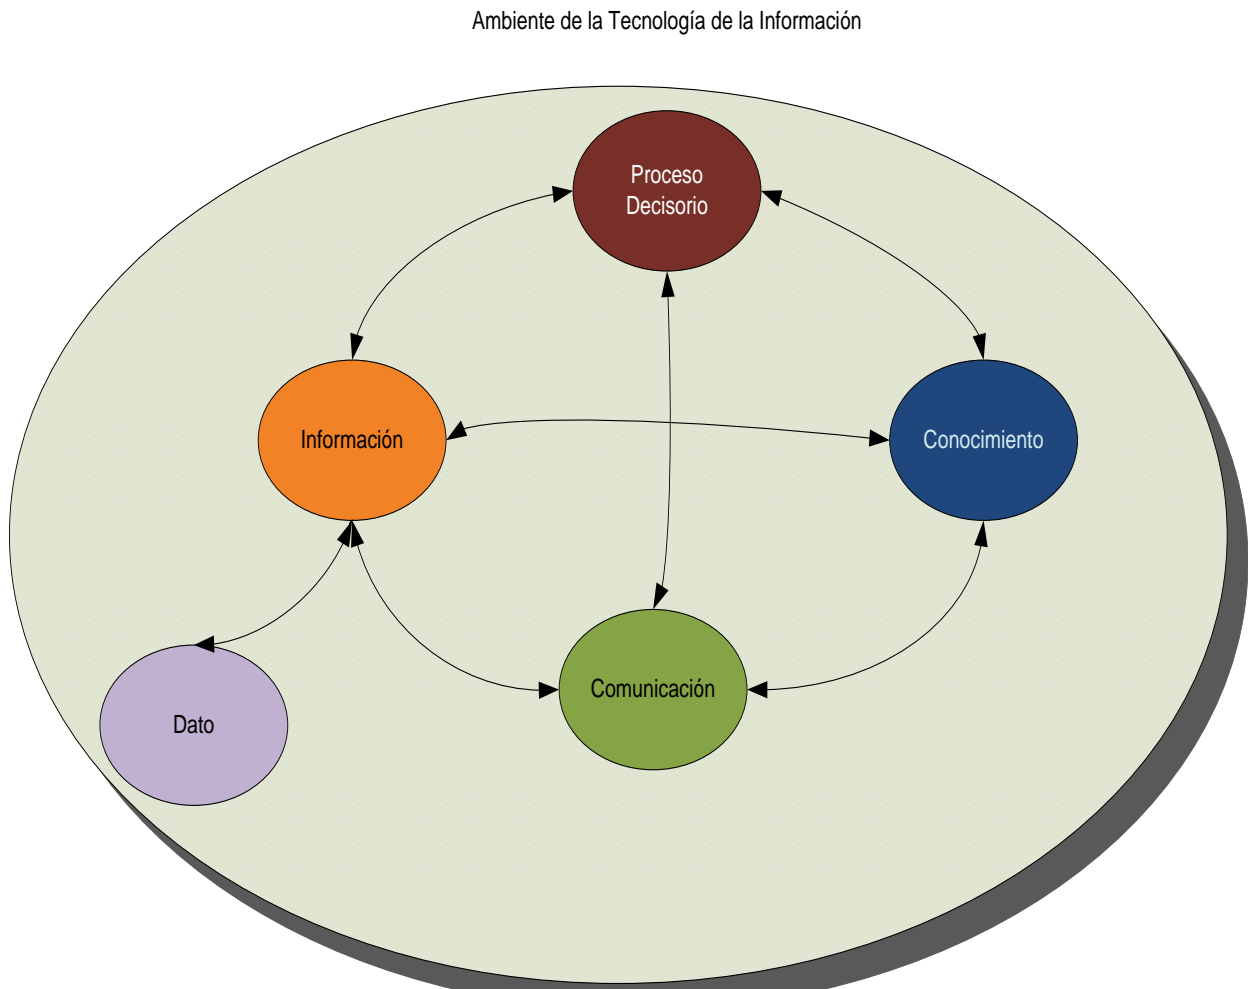 Ambiente de la Tecnología de la Información
Proceso
Decisorio
Información
Conocimiento
Comunicación
Dato